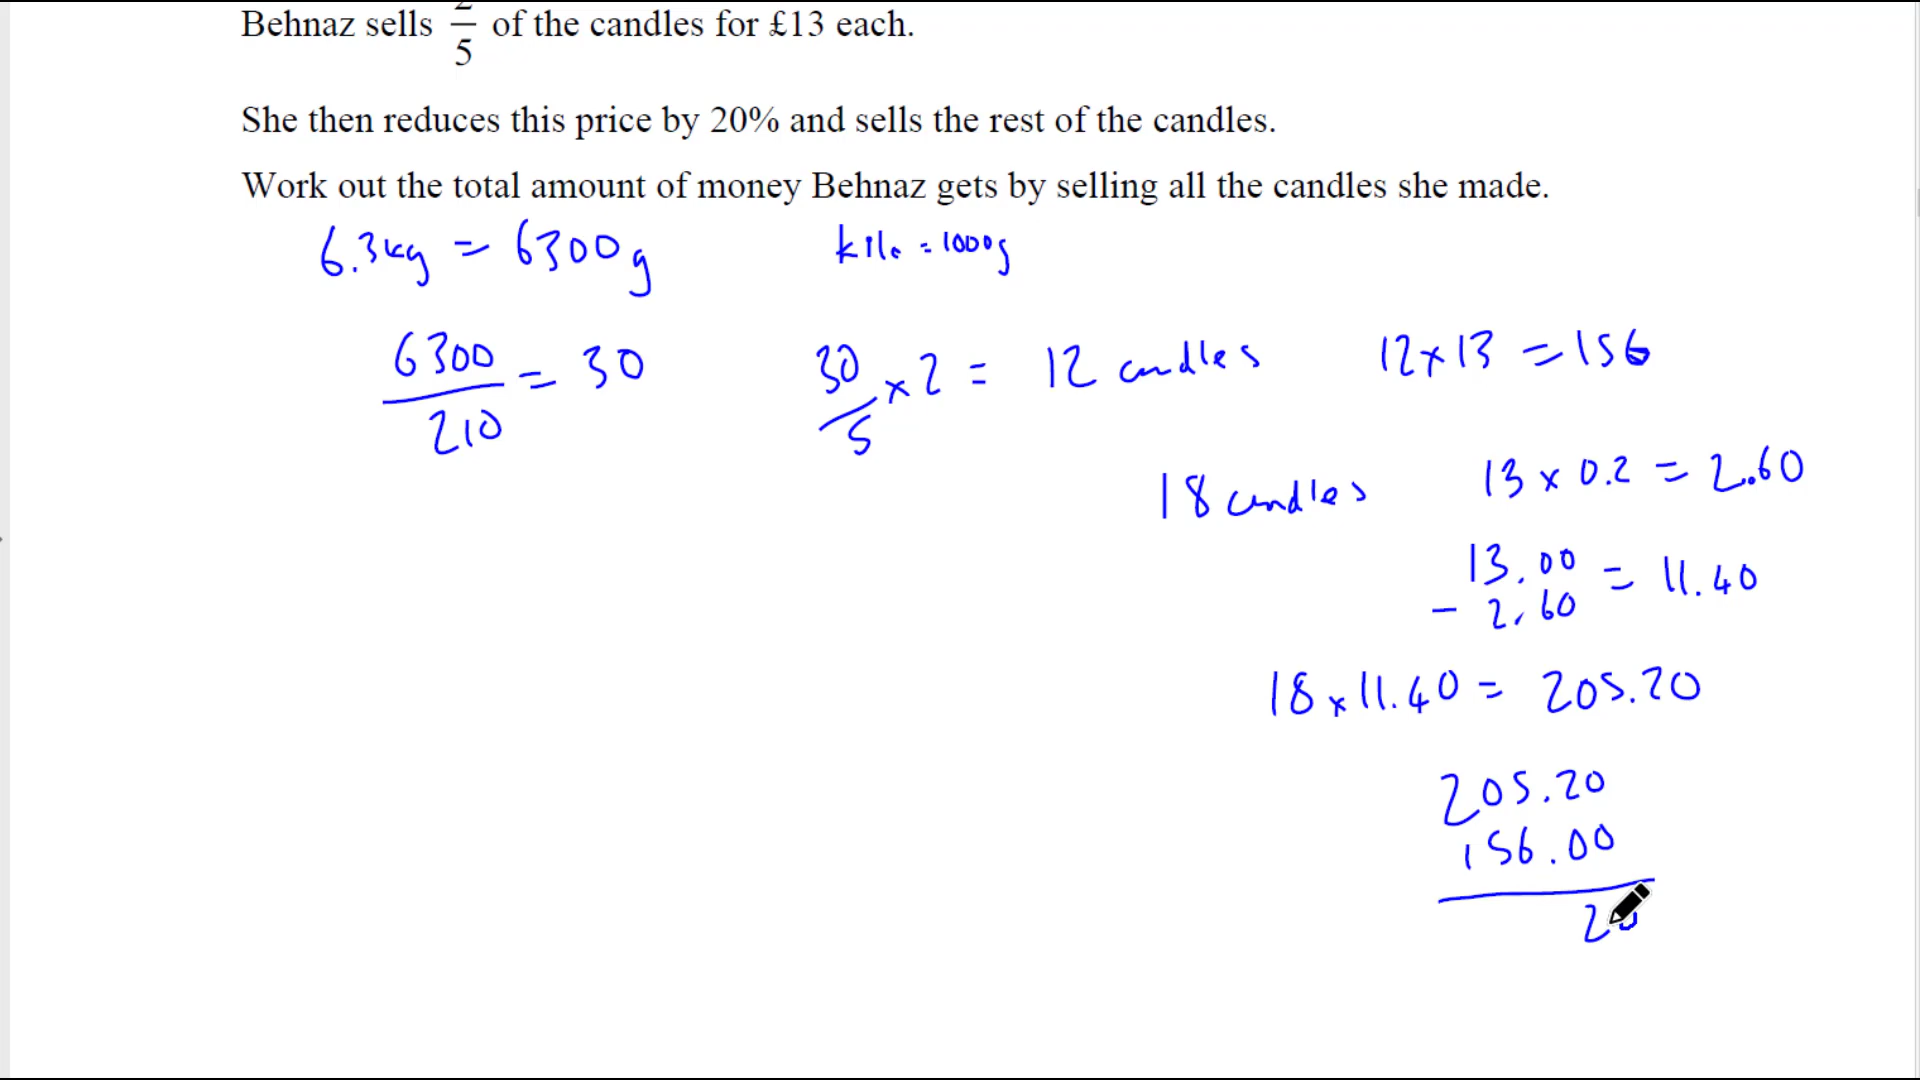 Behnaz sells 2/5 of the candles for £13 each.
She then reduces this price by 20% and sells the rest of the candles.
Work out the total amount of money Behnaz gets by selling all the candles she made.
6.3kg = 6300g
kilo = 1000g
6300/210 = 30
30/5 × 2 = 12 candles
12 × 13 = 156
18 candles
13 × 0.2 = 2.60
13.00
- 2.60 = 11.40
18 × 11.40 = 205.20
205.20
156.00
2